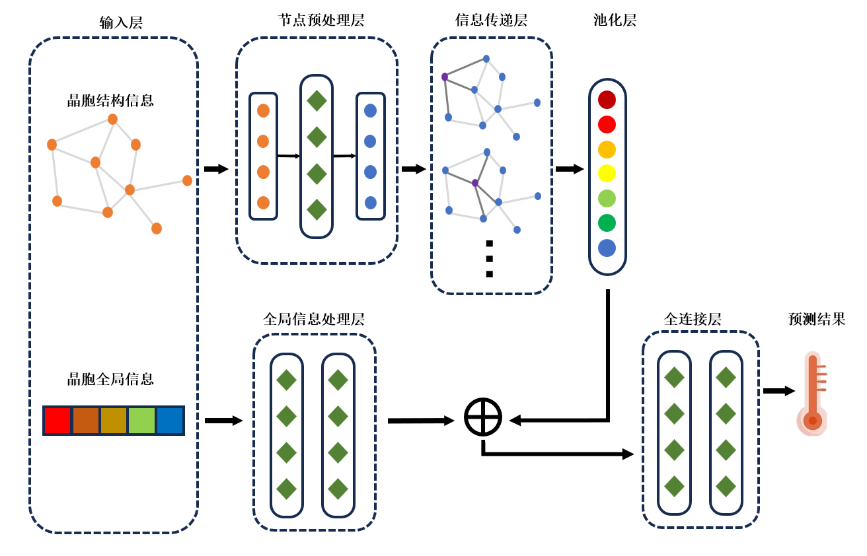 输入层
节点预处理层
信息传递层
池化层
晶胞结构信息
全局信息处理层
全连接层
预测结果
晶胞全局信息